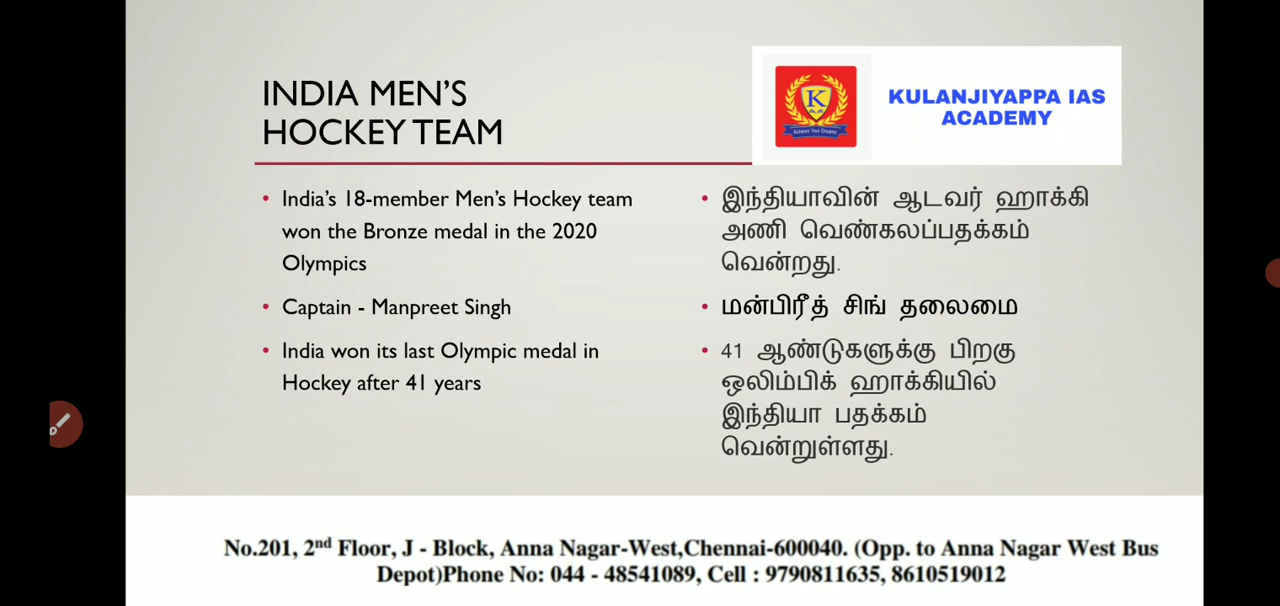 INDIA MEN'S
HOCKEY TEAM
K
Achieve Your Dreams
KULANJIYAPPA IAS
ACADEMY
• India's 18-member Men's Hockey team
won the Bronze medal in the 2020
Olympics
• Captain - Manpreet Singh
• India won its last Olympic medal in
Hockey after 41 years
• இந்தியாவின் ஆடவர் ஹாக்கி
அணி வெண்கலப்பதக்கம்
வென்றது.
• மன்பிரீத் சிங் தலைமை
• 41 ஆண்டுகளுக்கு பிறகு
ஒலிம்பிக் ஹாக்கியில்
இந்தியா பதக்கம்
வென்றுள்ளது.
No.201, 2nd Floor, J - Block, Anna Nagar-West,Chennai-600040. (Opp. to Anna Nagar West Bus
Depot)Phone No: 044 - 48541089, Cell : 9790811635, 8610519012